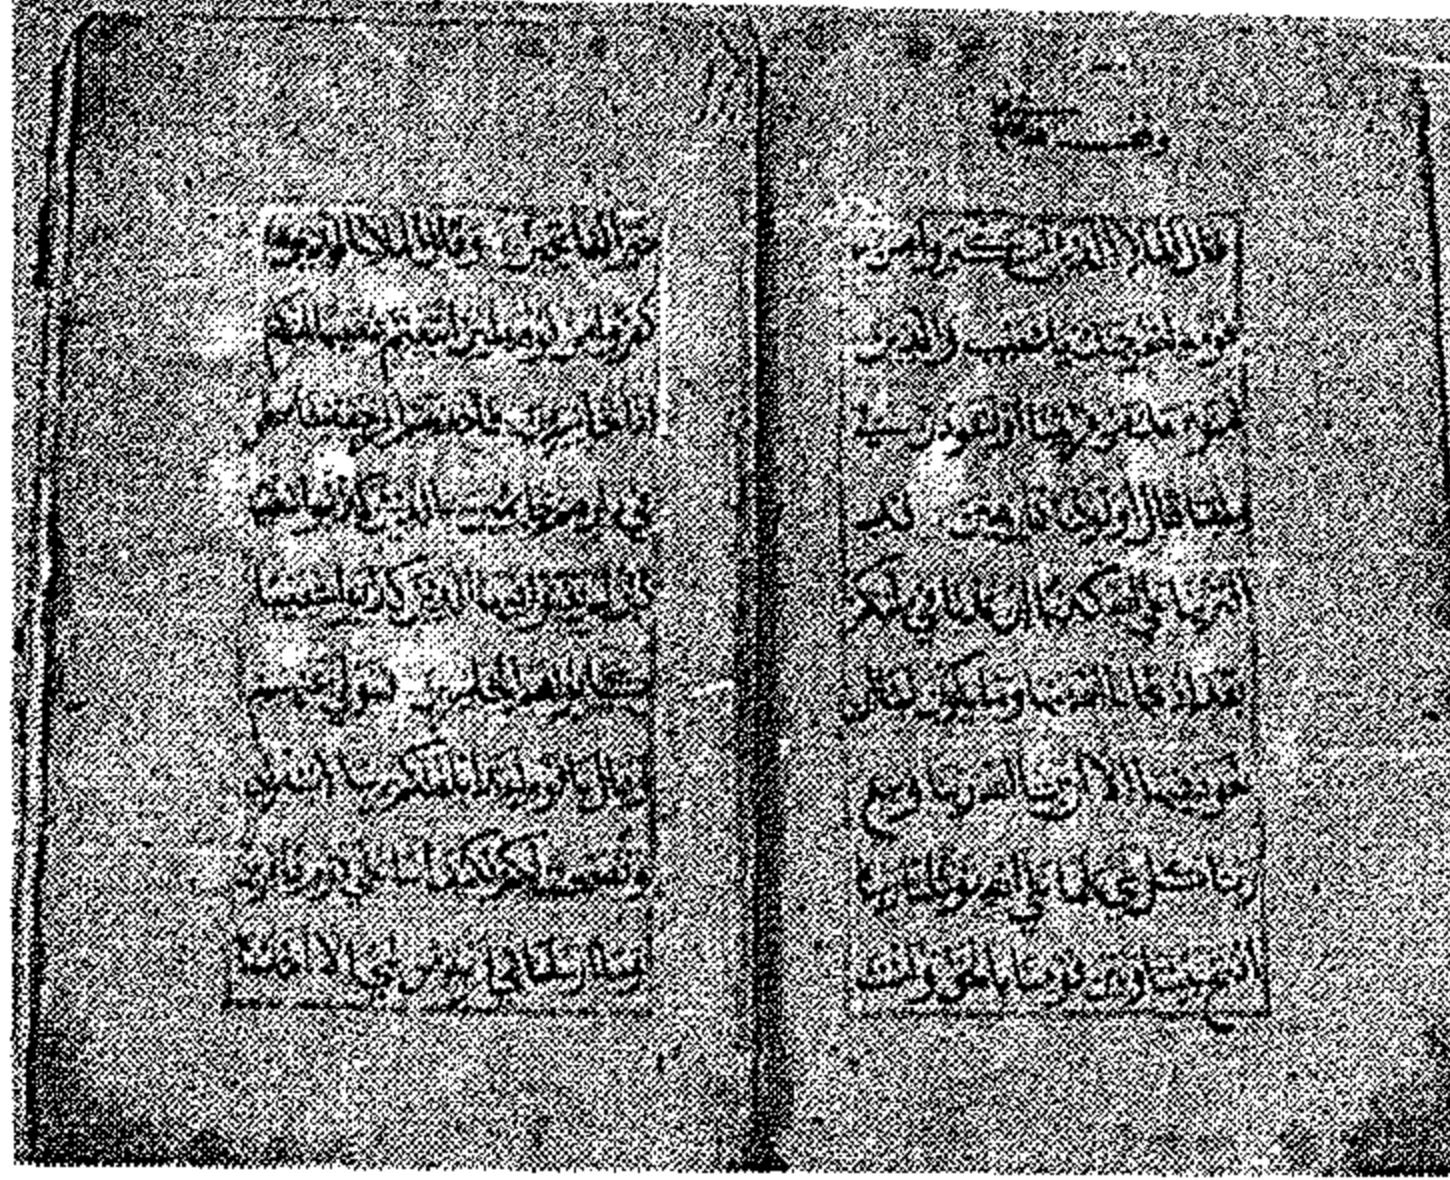 وقف
قال الملا الذين استكبروا من
قومه لنخرجنك يا شعيب والذين
امنوا معك من قريتنا او لتعودن في
ملتنا قال اولو كنا كارهين قد
افترينا على الله كذبا ان عدنا في ملتكم
بعد اذ نجانا الله منها وما يكون لنا ان
نعود فيها الا ان يشا الله ربنا وسع
ربنا كل شي علما على الله توكلنا ربنا
افتح بيننا وبين قومنا بالحق وانت
خير الفاتحين وقال الملا الذين
كفروا من قومه لئن اتبعتم شعيبا انكم
اذا لخاسرون فاخذتهم الرجفة فاصبحوا
في دارهم جاثمين الذين كذبوا شعيبا
كان لم يغنوا فيها الذين كذبوا شعيبا
كانوا هم الخاسرين فتولى عنهم
وقال يا قوم لقد ابلغتكم رسالات ربي
ونصحت لكم فكيف اسى على قوم كافرين
وما ارسلنا في قرية من نبي الا اخذنا